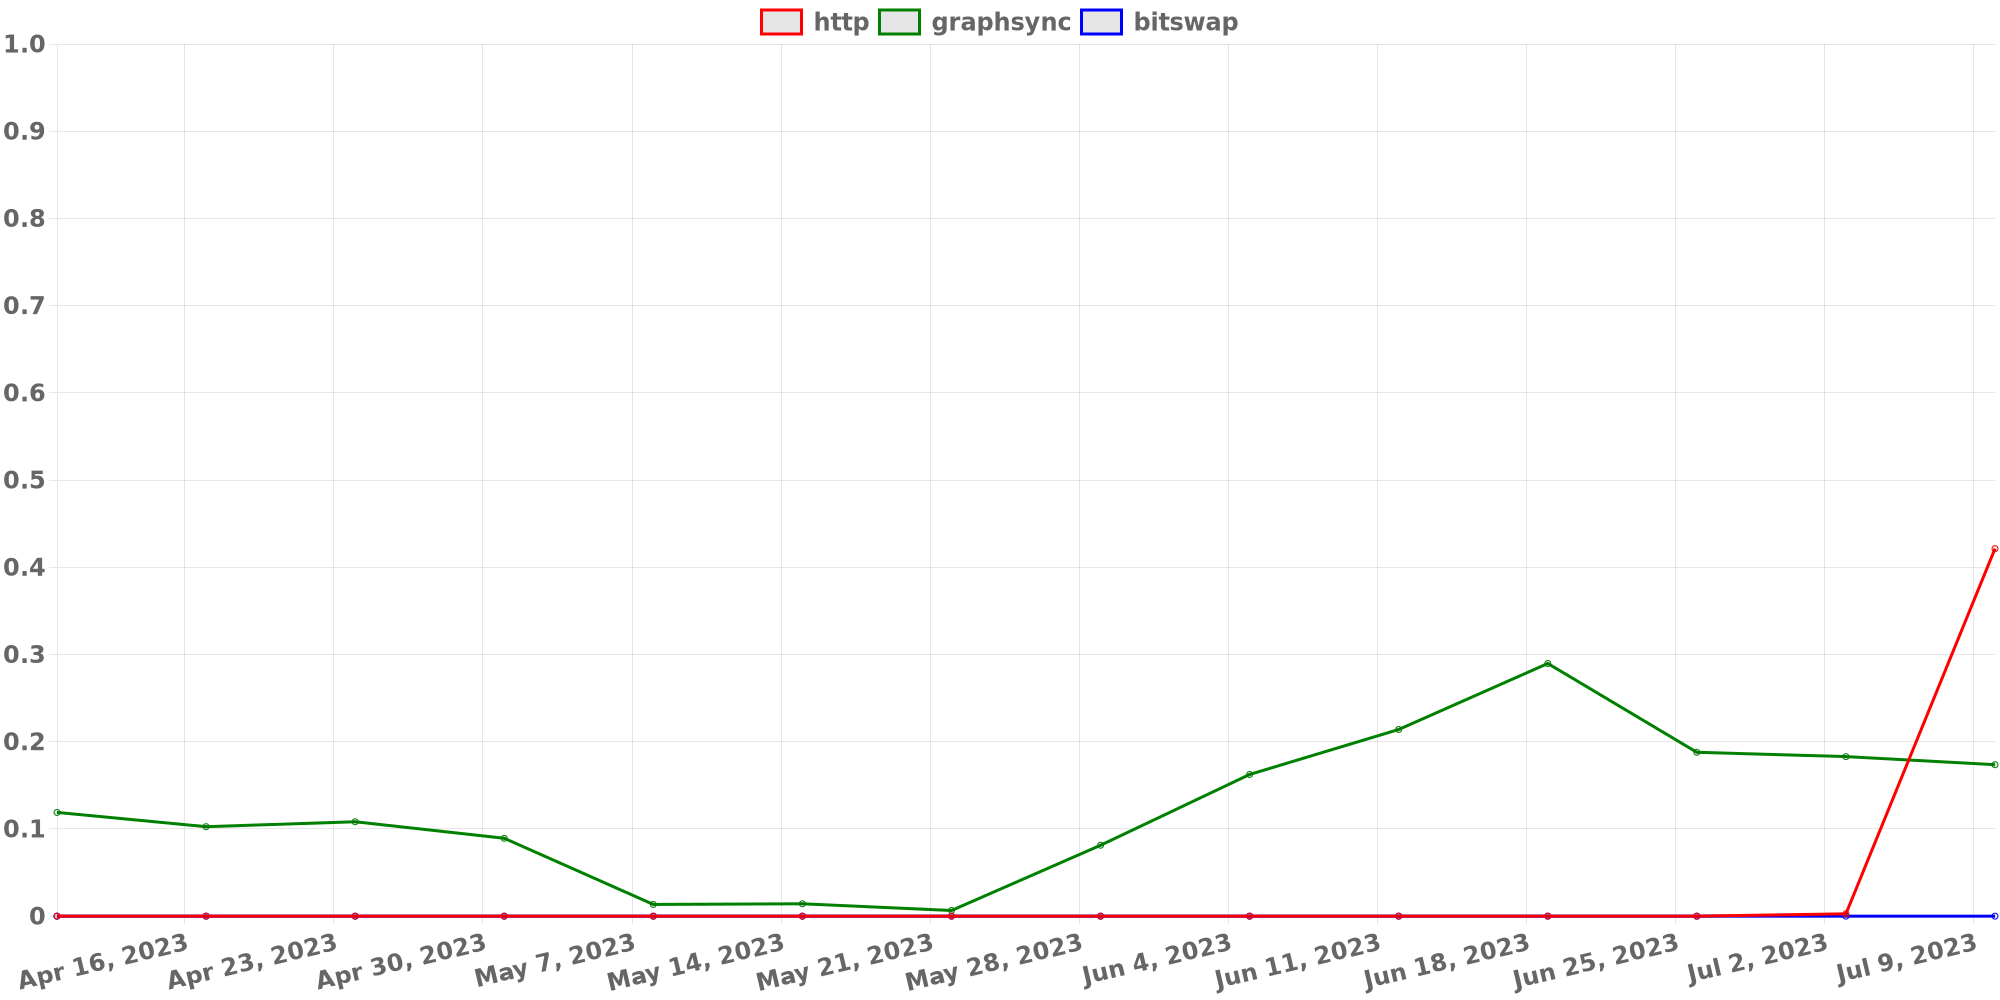 http graphsync bitswap
1.0
0.9
0.8
0.7
0.6
0.5
0.4
0.3
0.2
0.1
0
Apr 16, 2023
Apr 23, 2023
Apr 30, 2023
May 7, 2023
May 14, 2023
May 21, 2023
May 28, 2023
Jun 4, 2023
Jun 11, 2023
Jun 18, 2023
Jun 25, 2023
Jul 2, 2023
Jul 9, 2023